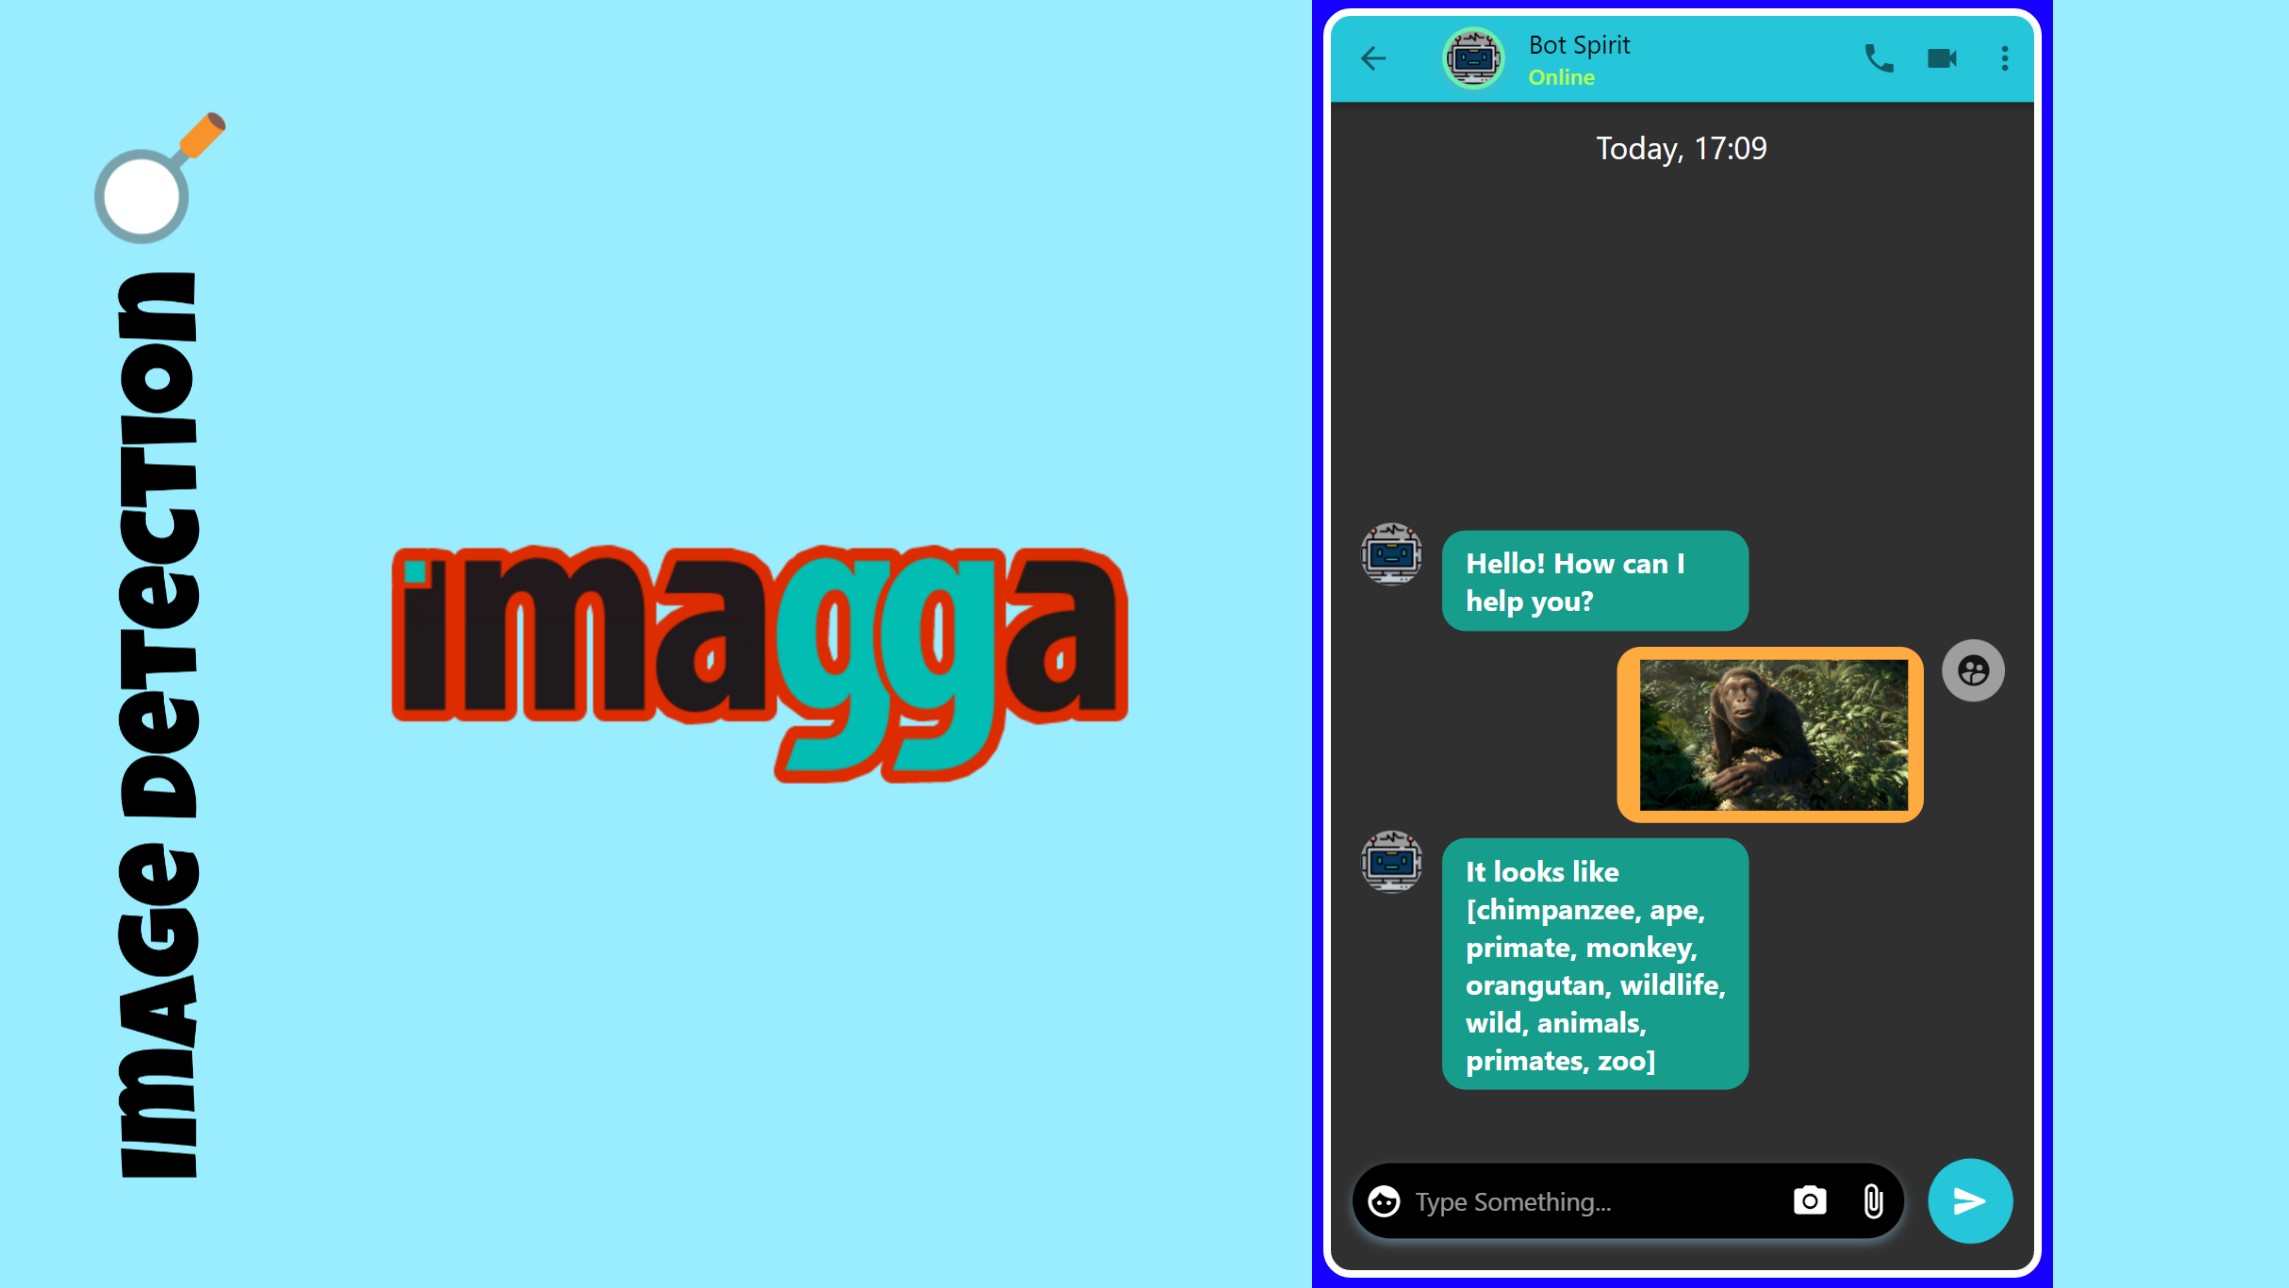 IMAGE DETECTION
imagga
Bot Spirit
Online
Today, 17:09
Hello! How can I
help you?
It looks like
[chimpanzee, ape,
primate, monkey,
orangutan, wildlife,
wild, animals,
primates, zoo]
Type Something...